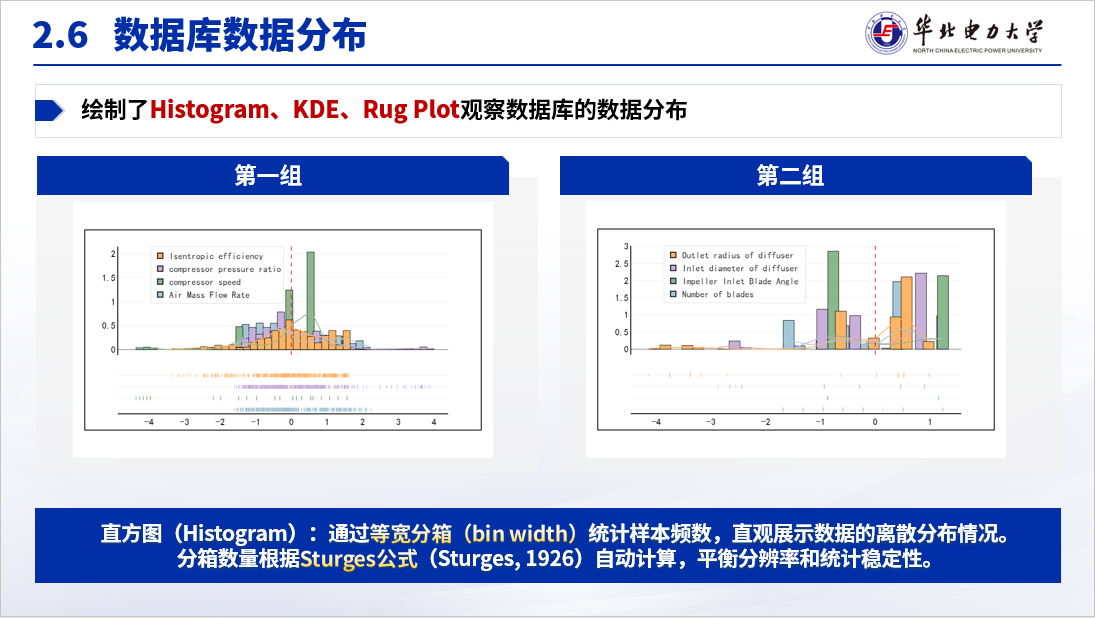 2.6 数据库数据分布
华北电力大学
NORTH CHINA ELECTRIC POWER UNIVERSITY
绘制了Histogram、KDE、Rug Plot观察数据库的数据分布
第一组
第二组
Isentropic efficiency
compressor pressure ratio
compressor speed
Air Mass Flow Rate
2
1.5
1
0.5
0
-4 -3 -2 -1 0 1 2 3 4
Outlet radius of diffuser
Inlet diameter of diffuser
Impeller Inlet Blade Angle
Number of blades
3
2.5
2
1.5
1
0.5
0
-4 -3 -2 -1 0 1
直方图（Histogram）：通过等宽分箱（bin width）统计样本频数，直观展示数据的离散分布情况。
分箱数量根据Sturges公式（Sturges, 1926）自动计算，平衡分辨率和统计稳定性。